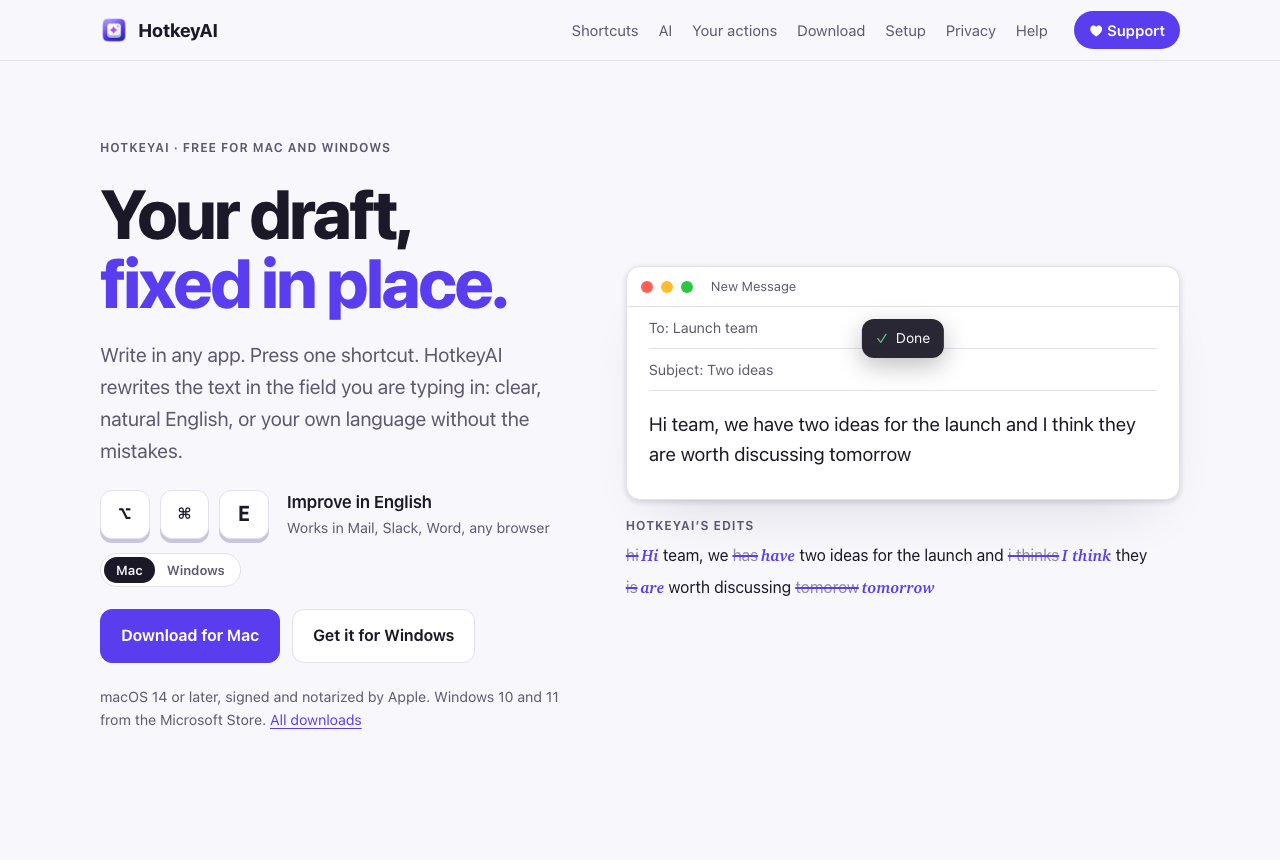 HotkeyAI
Shortcuts AI Your actions Download Setup Privacy Help Support
HOTKEYAI · FREE FOR MAC AND WINDOWS
Your draft,
fixed in place.
Write in any app. Press one shortcut. HotkeyAI
rewrites the text in the field you are typing in: clear,
natural English, or your own language without the
mistakes.
⌥ ⌘ E
Improve in English
Works in Mail, Slack, Word, any browser
Mac Windows
Download for Mac Get it for Windows
macOS 14 or later, signed and notarized by Apple. Windows 10 and 11
from the Microsoft Store. All downloads
New Message
To: Launch team
✓ Done
Subject: Two ideas
Hi team, we have two ideas for the launch and I think they
are worth discussing tomorrow
HOTKEYAI’S EDITS
hi Hi team, we has have two ideas for the launch and i thinks I think they
is are worth discussing tomorow tomorrow